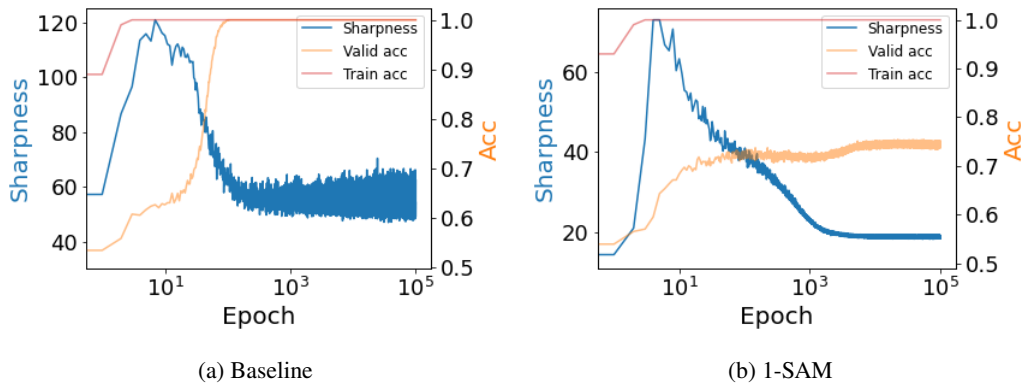 120
100
80
60
40
Sharpness
Sharpness
Valid acc
Train acc
1.0
0.9
0.8
0.7
0.6
0.5
Acc
10^1
10^3
10^5
Epoch
(a) Baseline
60
40
20
Sharpness
Sharpness
Valid acc
Train acc
1.0
0.9
0.8
0.7
0.6
0.5
Acc
10^1
10^3
10^5
Epoch
(b) 1-SAM